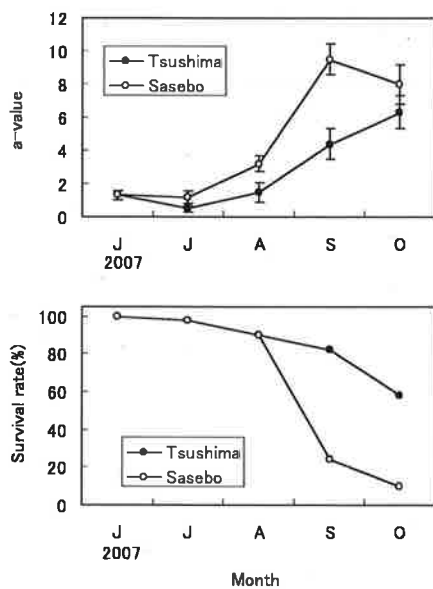 a-value
12
10
8
6
4
2
0
Tsushima
Sasebo
J J A S O
2007
Survival rate(%)
100
80
60
40
20
0
Tsushima
Sasebo
J J A S O
2007
Month